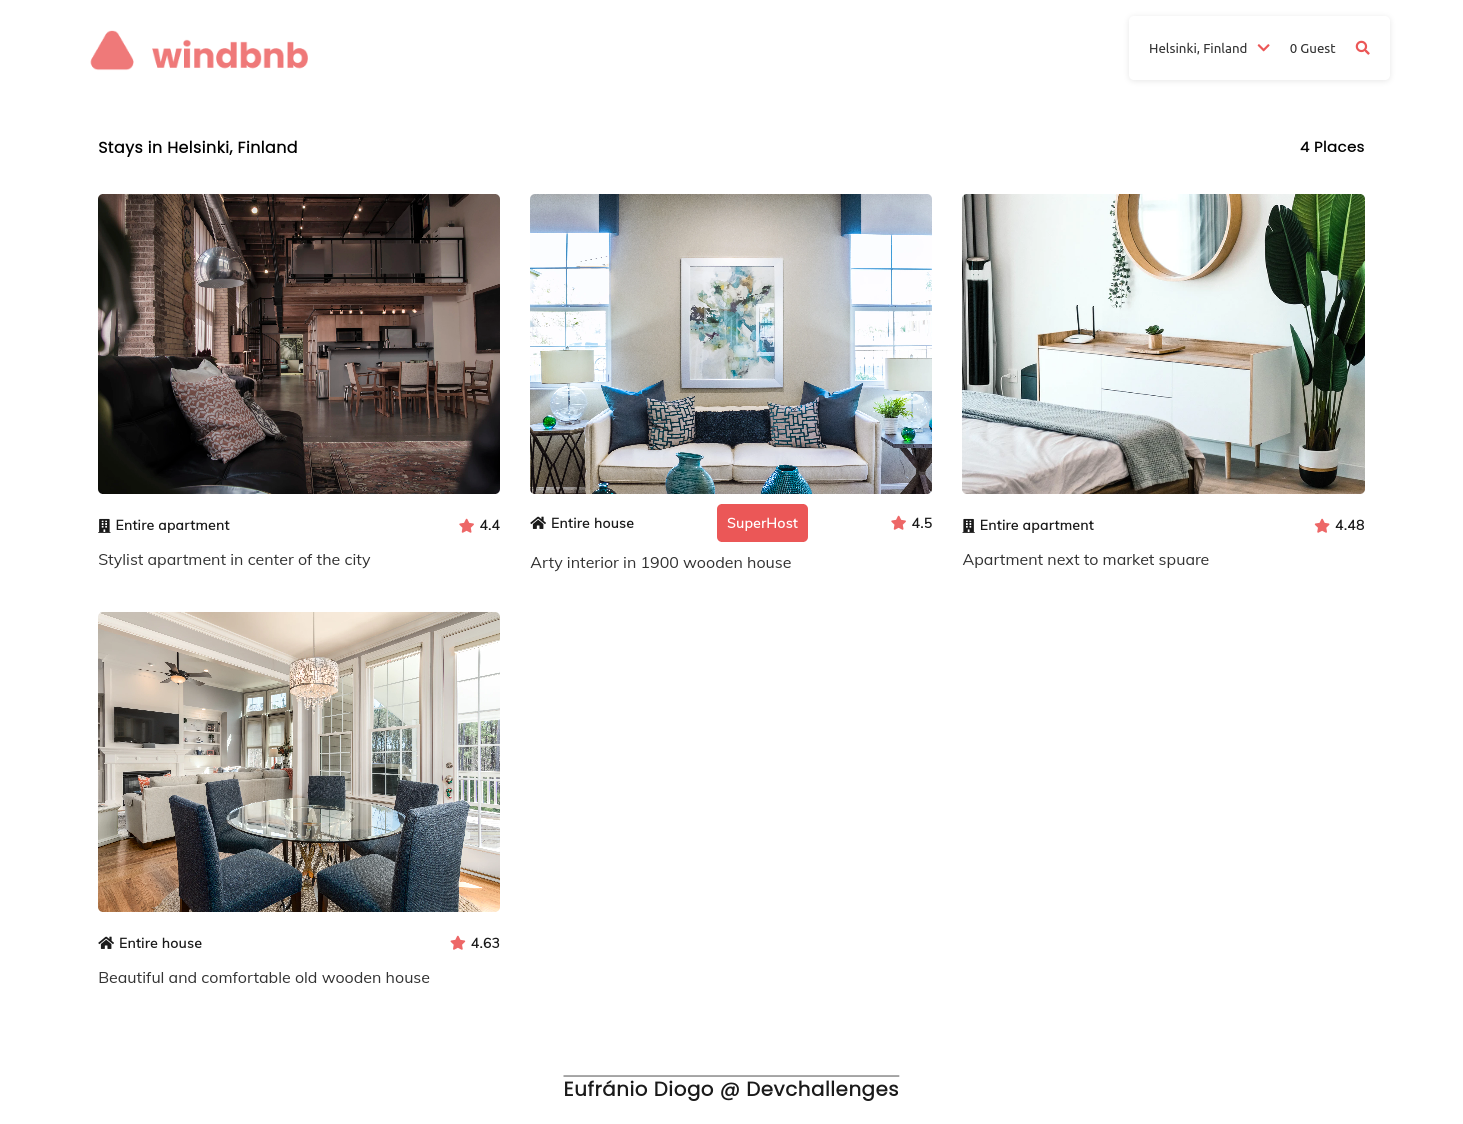 windbnb
Helsinki, Finland 0 Guest
Stays in Helsinki, Finland
4 Places
Entire apartment 4.4
Stylist apartment in center of the city
Entire house SuperHost 4.5
Arty interior in 1900 wooden house
Entire apartment 4.48
Apartment next to market spuare
Entire house 4.63
Beautiful and comfortable old wooden house
Eufránio Diogo @ Devchallenges